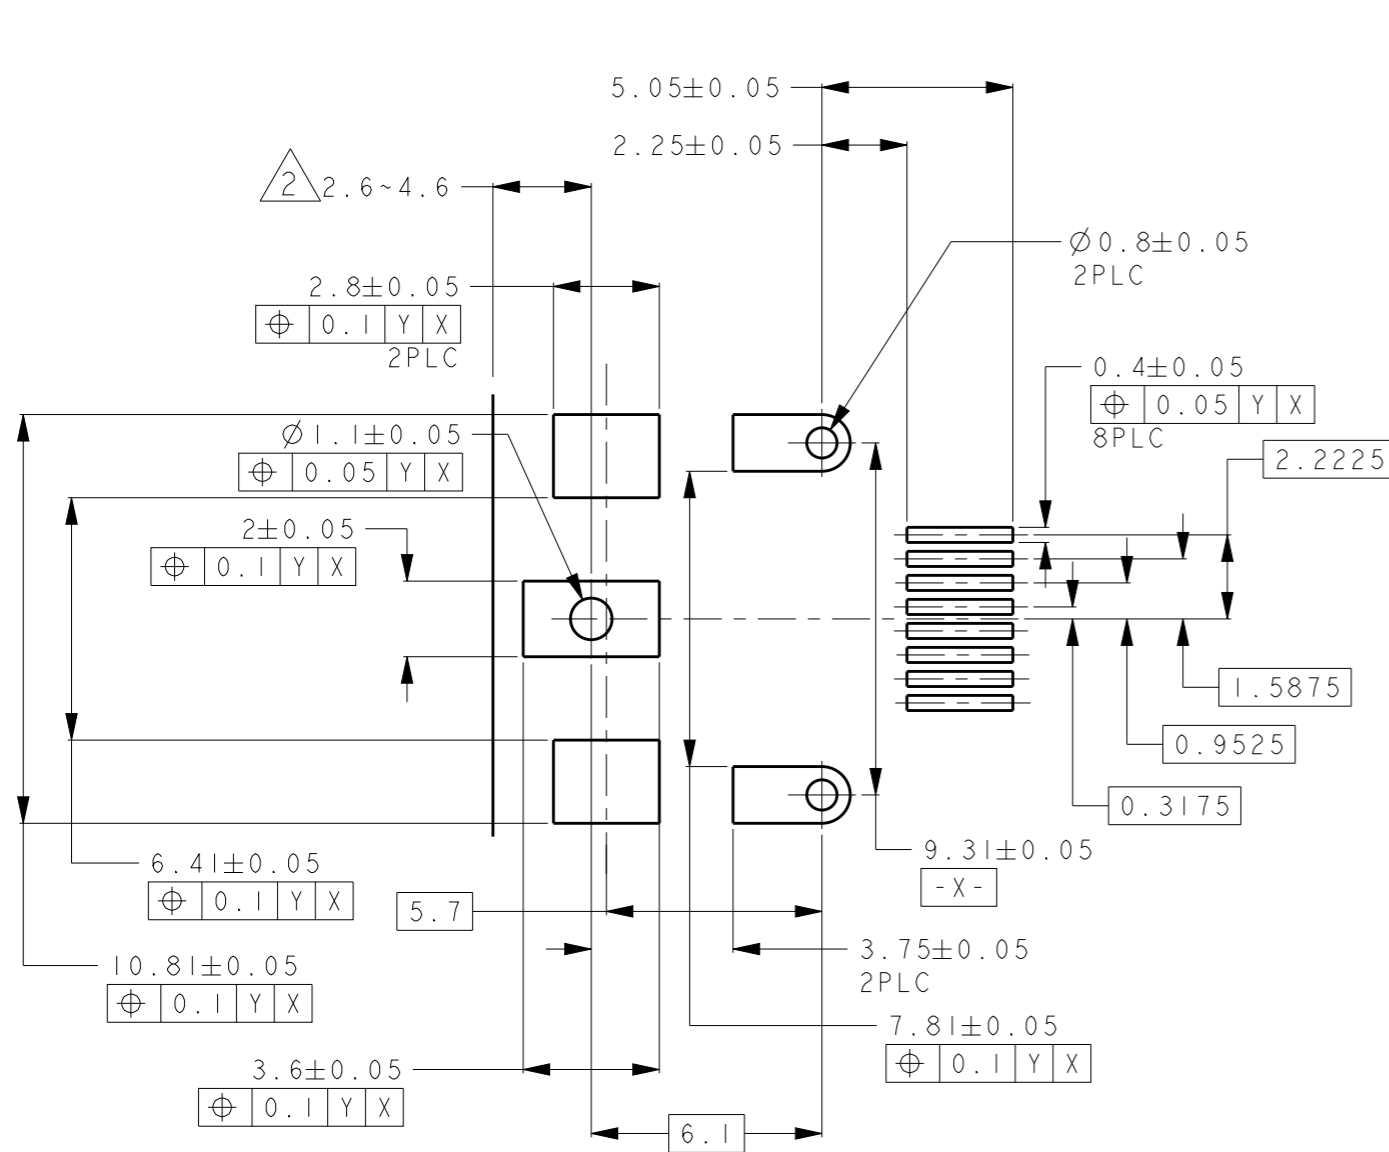 5.05±0.05
2.25±0.05
2 2.6~4.6
Ø0.8±0.05
2PLC
2.8±0.05
⌖ 0.1 Y X
2PLC
0.4±0.05
⌖ 0.05 Y X
8PLC
Ø1.1±0.05
⌖ 0.05 Y X
2.2225
2±0.05
⌖ 0.1 Y X
1.5875
0.9525
0.3175
6.41±0.05
⌖ 0.1 Y X
9.31±0.05
-X-
5.7
3.75±0.05
2PLC
10.81±0.05
⌖ 0.1 Y X
7.81±0.05
⌖ 0.1 Y X
3.6±0.05
⌖ 0.1 Y X
6.1